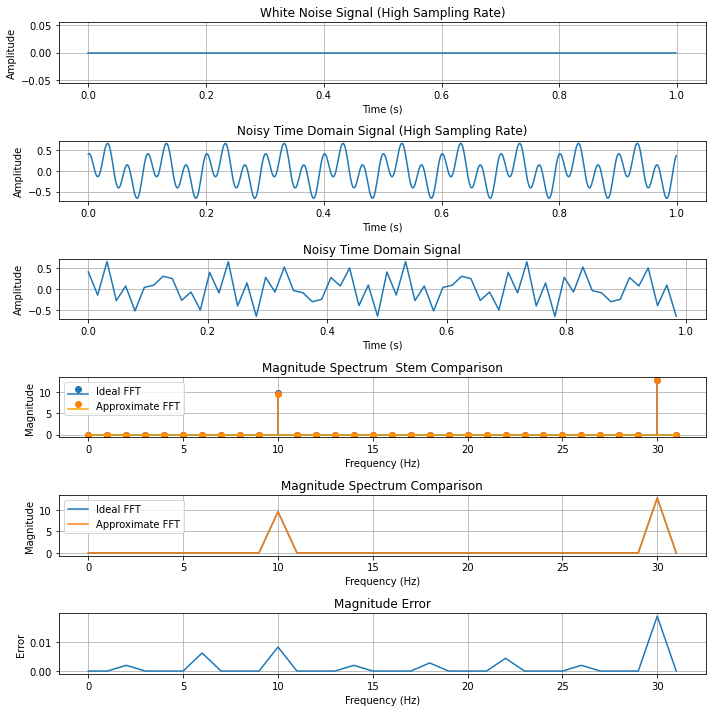 White Noise Signal (High Sampling Rate)
Amplitude
0.05
0.00
−0.05
0.0 0.2 0.4 0.6 0.8 1.0
Time (s)
Noisy Time Domain Signal (High Sampling Rate)
Amplitude
0.5
0.0
−0.5
0.0 0.2 0.4 0.6 0.8 1.0
Time (s)
Noisy Time Domain Signal
Amplitude
0.5
0.0
−0.5
0.0 0.2 0.4 0.6 0.8 1.0
Time (s)
Magnitude Spectrum  Stem Comparison
Magnitude
10
5
0
Ideal FFT
Approximate FFT
0 5 10 15 20 25 30
Frequency (Hz)
Magnitude Spectrum Comparison
Magnitude
10
5
0
Ideal FFT
Approximate FFT
0 5 10 15 20 25 30
Frequency (Hz)
Magnitude Error
Error
0.01
0.00
0 5 10 15 20 25 30
Frequency (Hz)